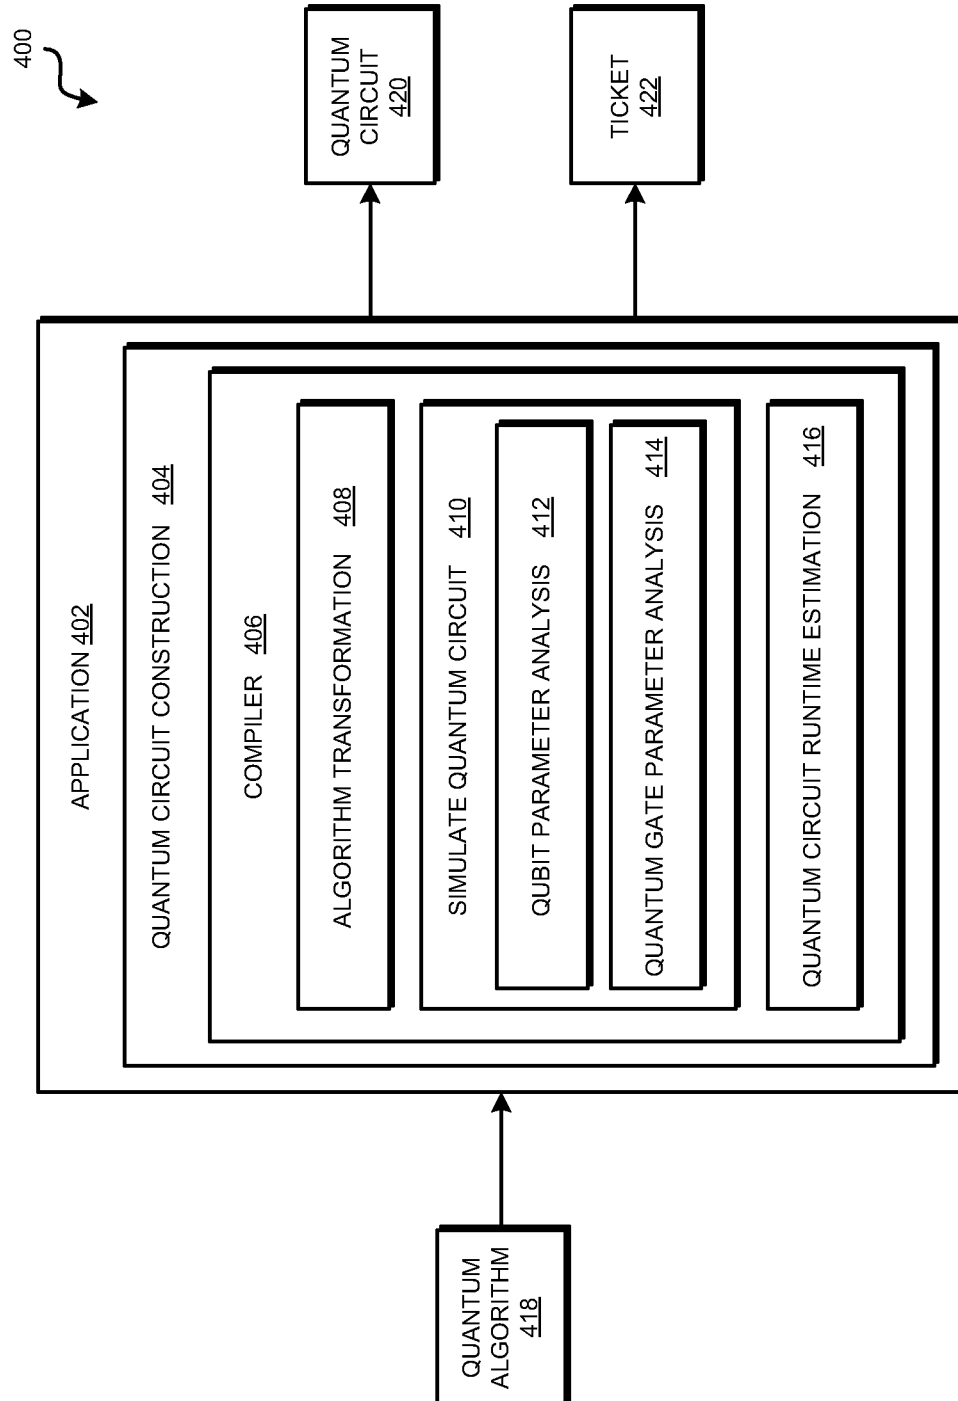 400
APPLICATION 402
QUANTUM CIRCUIT CONSTRUCTION 404
COMPILER 406
ALGORITHM TRANSFORMATION 408
SIMULATE QUANTUM CIRCUIT 410
QUBIT PARAMETER ANALYSIS 412
QUANTUM GATE PARAMETER ANALYSIS 414
QUANTUM CIRCUIT RUNTIME ESTIMATION 416
QUANTUM
ALGORITHM
418
QUANTUM
CIRCUIT
420
TICKET
422